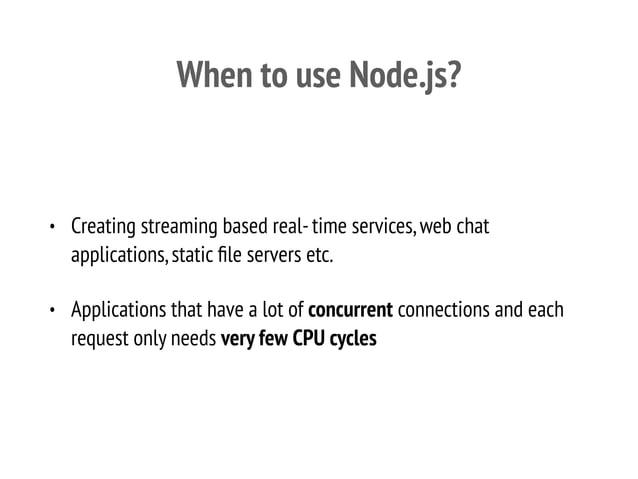 When to use Node.js?
• Creating streaming based real- time services, web chat
applications, static file servers etc.
• Applications that have a lot of concurrent connections and each
request only needs very few CPU cycles